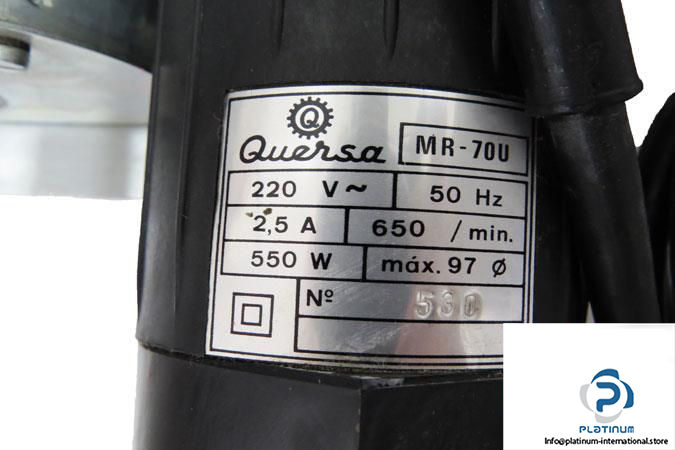 Q
Quersa
MR-70U
220 V~
50 Hz
2,5 A
650 /min.
550 W
máx. 97 Ø
Nº 530
PLATINUM
Info@platinum-international.store